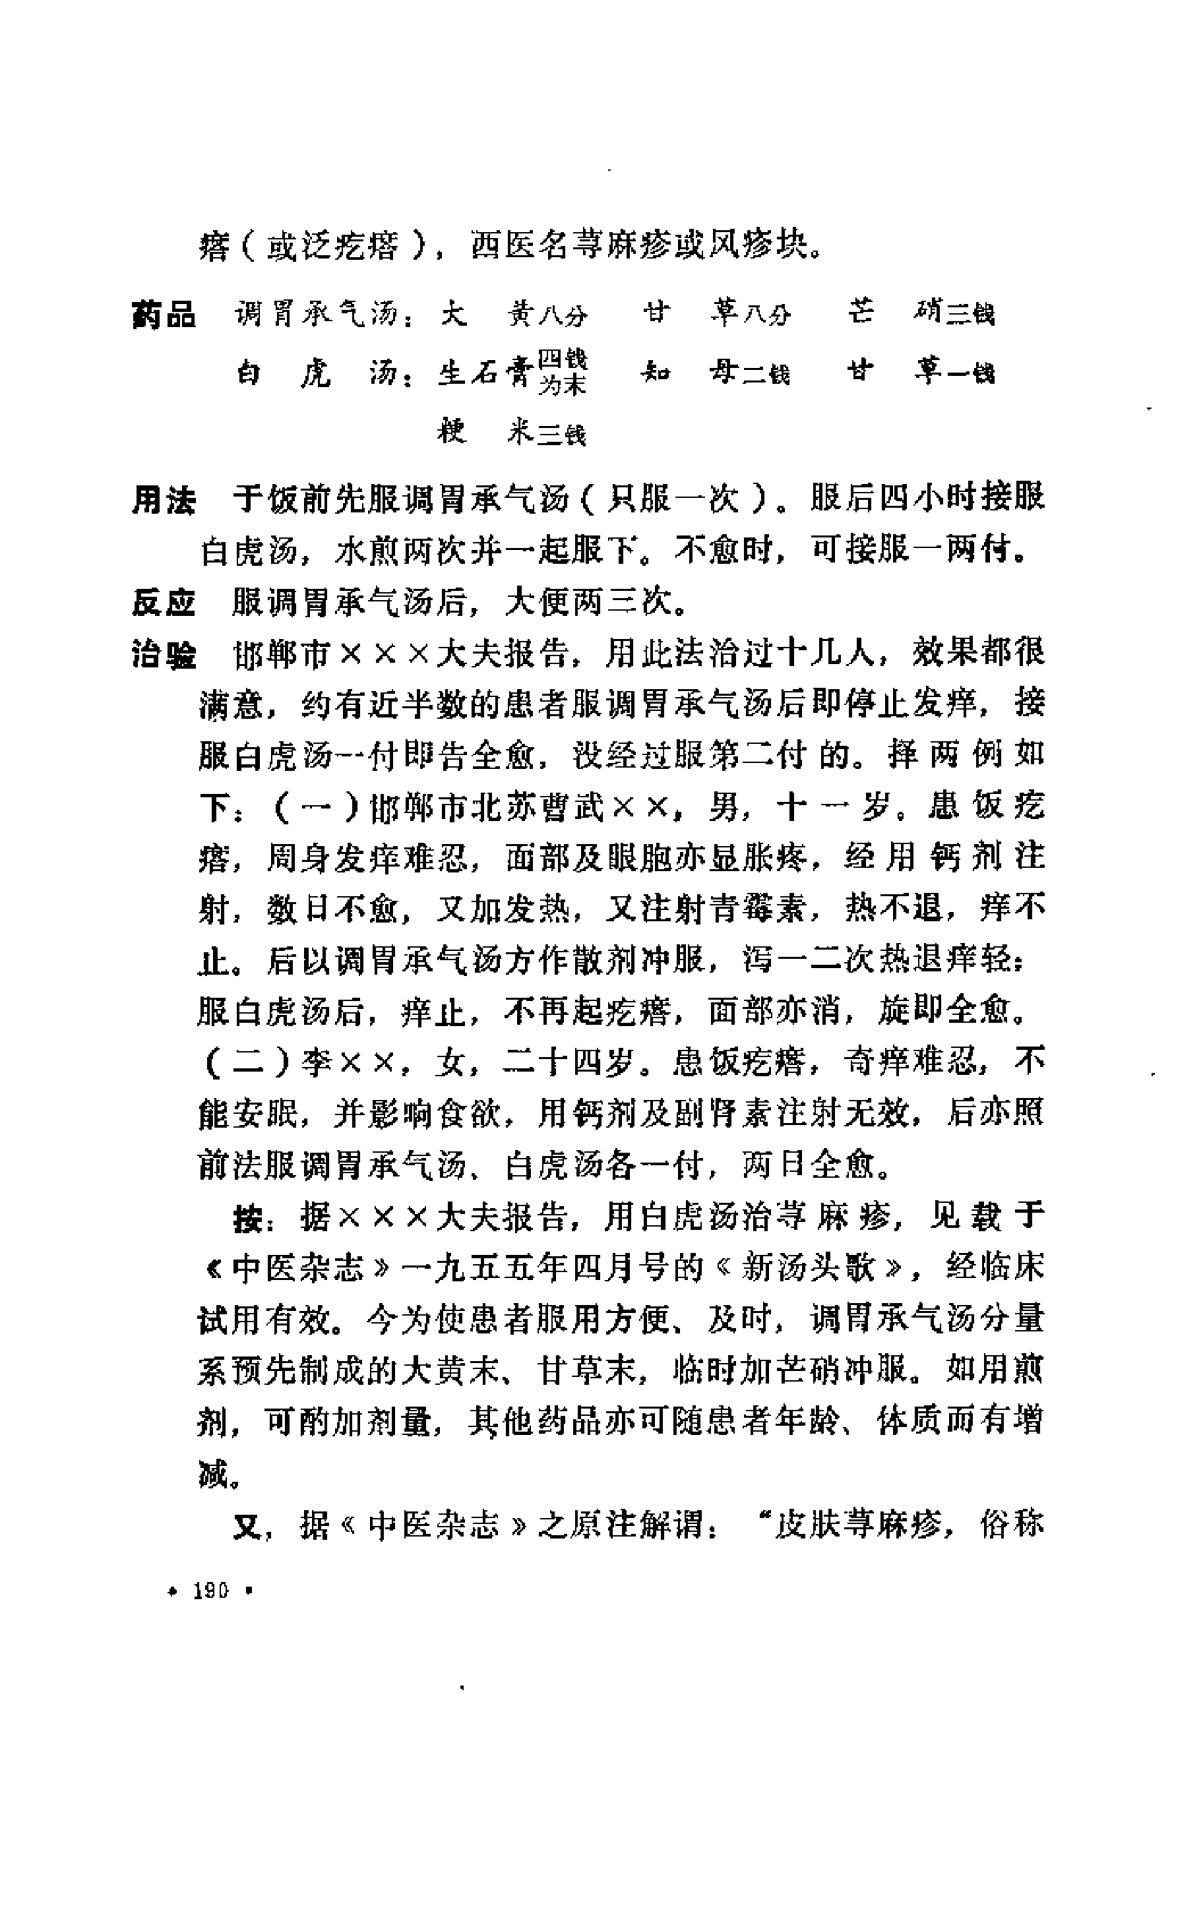 瘩（或泛疙瘩），西医名荨麻疹或风疹块。
药品 调胃承气汤：大 黄八分 甘 草八分 芒 硝三钱
白 虎 汤：生石膏四钱为末 知 母二钱 甘 草一钱
粳 米三钱
用法 于饭前先服调胃承气汤（只服一次）。服后四小时接服
白虎汤，水煎两次并一起服下。不愈时，可接服一两付。
反应 服调胃承气汤后，大便两三次。
治验 邯郸市×××大夫报告，用此法治过十几人，效果都很
满意，约有近半数的患者服调胃承气汤后即停止发痒，接
服白虎汤一付即告全愈，没经过服第二付的。择两例如
下：（一）邯郸市北苏曹武××，男，十一岁。患饭疙
瘩，周身发痒难忍，面部及眼胞亦显胀疼，经用钙剂注
射，数日不愈，又加发热，又注射青霉素，热不退，痒不
止。后以调胃承气汤方作散剂冲服，泻一二次热退痒轻；
服白虎汤后，痒止，不再起疙瘩，面部亦消，旋即全愈。
（二）李××，女，二十四岁。患饭疙瘩，奇痒难忍，不
能安眠，并影响食欲，用钙剂及副肾素注射无效，后亦照
前法服调胃承气汤、白虎汤各一付，两日全愈。
按：据×××大夫报告，用白虎汤治荨麻疹，见载于
《中医杂志》一九五五年四月号的《新汤头歌》，经临床
试用有效。今为使患者服用方便、及时，调胃承气汤分量
系预先制成的大黄末、甘草末，临时加芒硝冲服。如用煎
剂，可酌加剂量，其他药品亦可随患者年龄、体质而有增
减。
又，据《中医杂志》之原注解谓：“皮肤荨麻疹，俗称
• 190 •